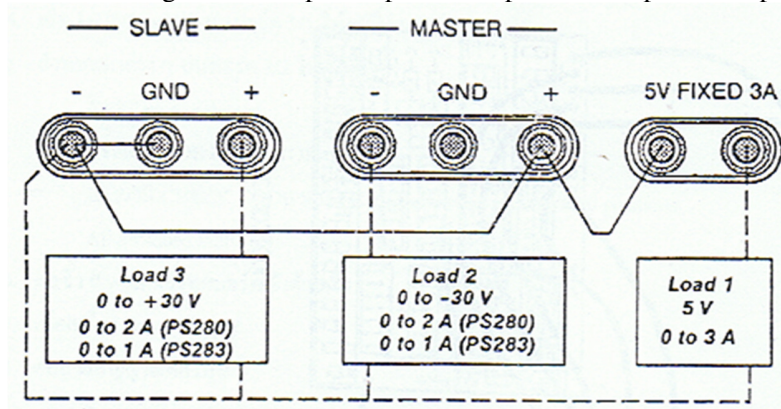 SLAVE MASTER
- GND + - GND + 5V FIXED 3A
Load 3
0 to +30 V
0 to 2 A (PS280)
0 to 1 A (PS283)
Load 2
0 to -30 V
0 to 2 A (PS280)
0 to 1 A (PS283)
Load 1
5 V
0 to 3 A